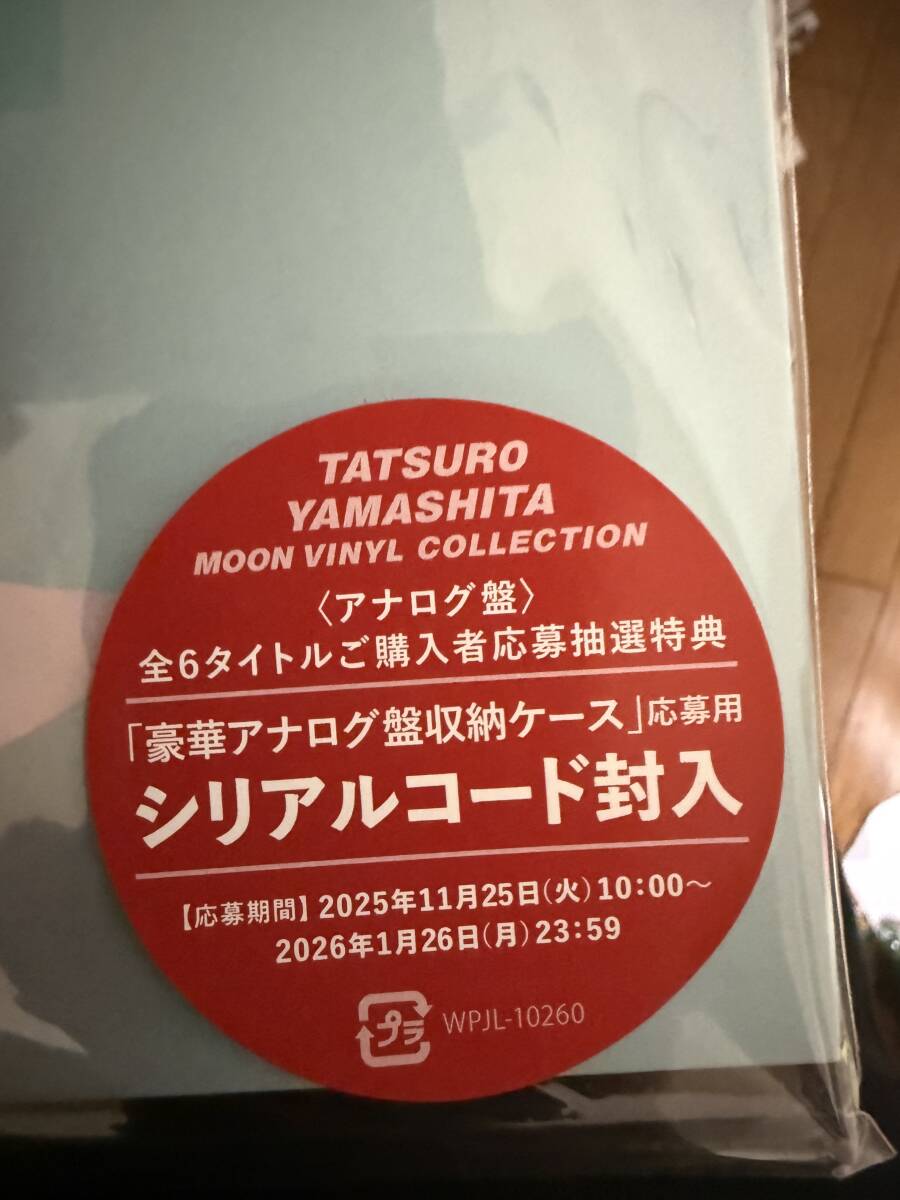 TATSURO
YAMASHITA
MOON VINYL COLLECTION
〈アナログ盤〉
全6タイトルご購入者応募抽選特典
「豪華アナログ盤収納ケース」応募用
シリアルコード封入
【応募期間】2025年11月25日(火)10:00〜
2026年1月26日(月)23:59
プラ WPJL-10260